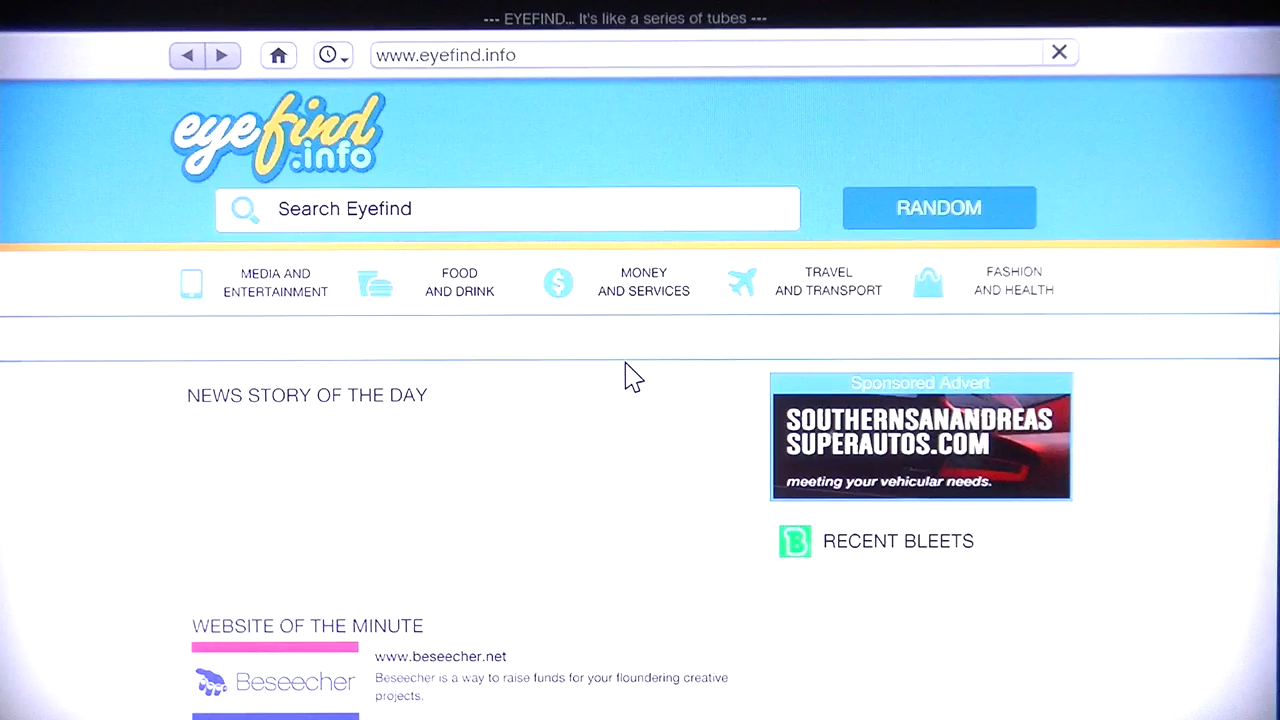 --- EYEFIND... It's like a series of tubes ---
www.eyefind.info
eyefind
.info
Search Eyefind
RANDOM
MEDIA AND
ENTERTAINMENT
FOOD
AND DRINK
MONEY
AND SERVICES
TRAVEL
AND TRANSPORT
FASHION
AND HEALTH
NEWS STORY OF THE DAY
Sponsored Advert
SOUTHERNSANANDREAS
SUPERAUTOS.COM
meeting your vehicular needs.
B RECENT BLEETS
WEBSITE OF THE MINUTE
www.beseecher.net
Beseecher
Beseecher is a way to raise funds for your floundering creative
projects.